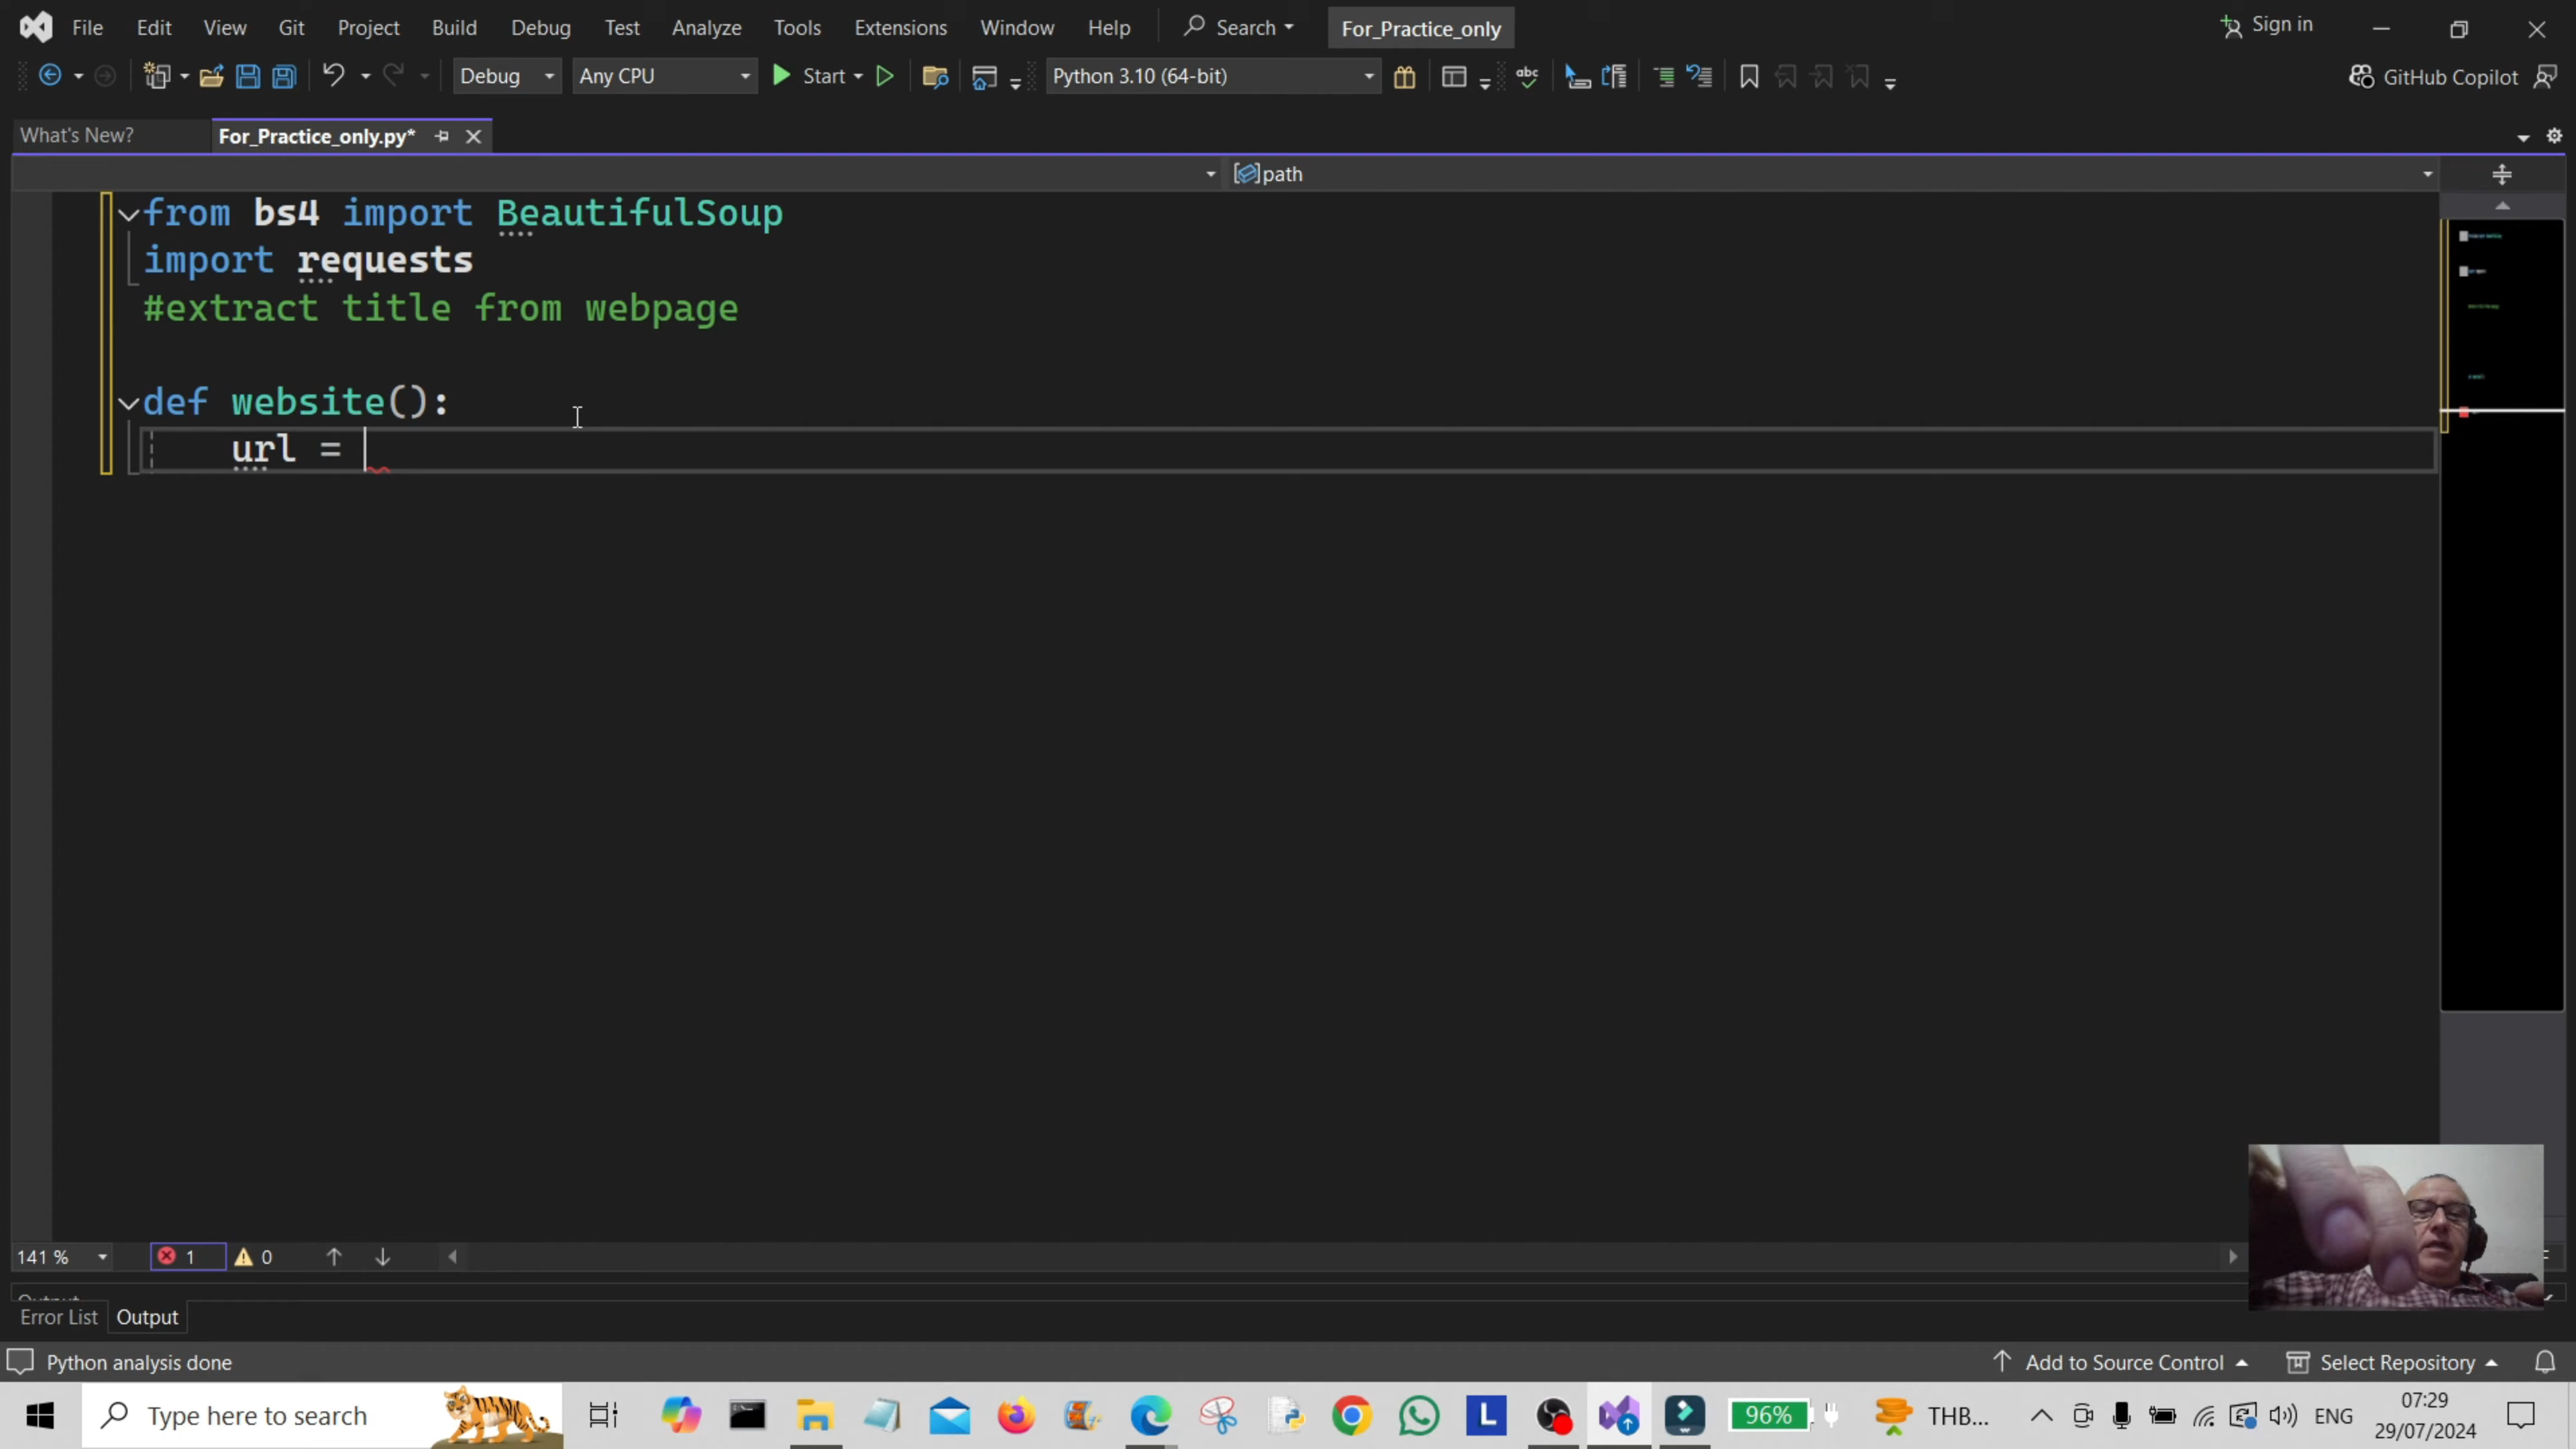 File Edit View Git Project Build Debug Test Analyze Tools Extensions Window Help Search For_Practice_only Sign in
Debug Any CPU Start Python 3.10 (64-bit) abc GitHub Copilot
What's New? For_Practice_only.py*
path
from bs4 import BeautifulSoup
import requests
#extract title from webpage
def website():
url =
141 % 1 0
Error List Output
Python analysis done Add to Source Control Select Repository
Type here to search L 96% THB... ENG 07:29
29/07/2024